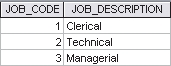 JOB_CODE JOB_DESCRIPTION
1 Clerical
2 Technical
3 Managerial